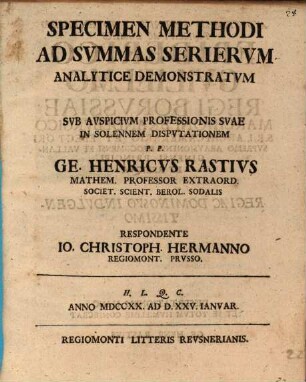 SPECIMEN METHODI
AD SVMMAS SERIERVM
ANALYTICE DEMONSTRATVM
SVB AVSPICIVM PROFESSIONIS SVAE
IN SOLENNEM DISPVTATIONEM
P. P.
GE. HENRICVS RASTIVS
MATHEM. PROFESSOR EXTRAORD.
SOCIET. SCIENT. BEROL. SODALIS
RESPONDENTE
IO. CHRISTOPH. HERMANNO
REGIOMONT. PRVSSO.
H. L. Q. C.
ANNO MDCCXX. AD D. XXV. IANVAR.
REGIOMONTI LITTERIS REVSNERIANIS.